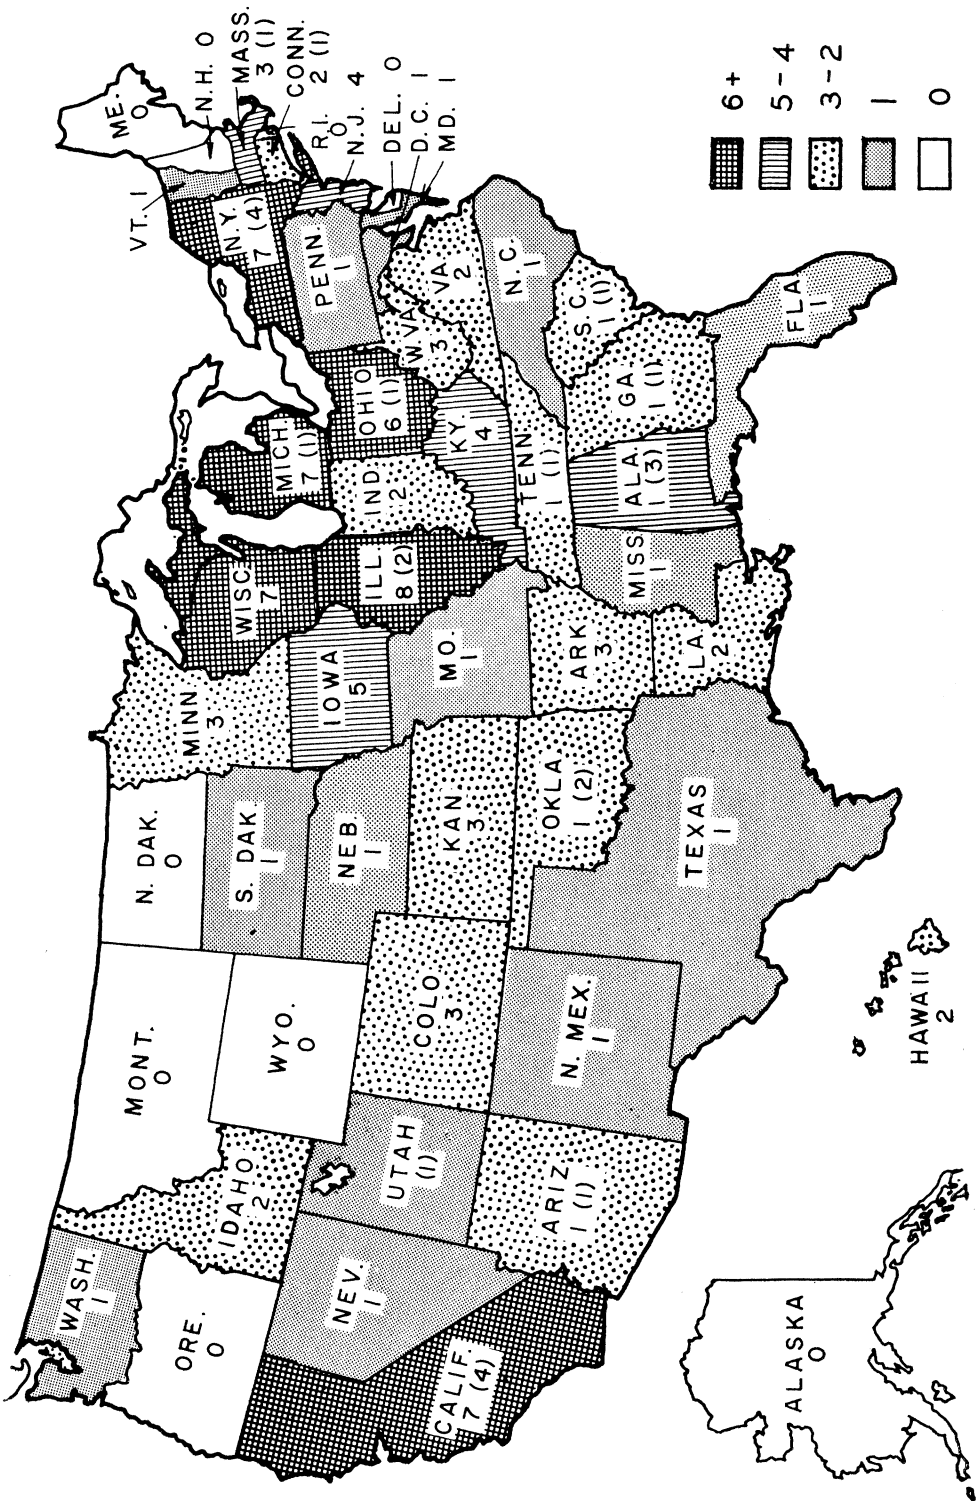 WASH.
1
ORE.
0
CALIF.
7 (4)
NEV.
1
IDAHO
2
UTAH
(1)
ARIZ
1 (1)
MONT.
0
WYO.
0
COLO
3
N. MEX.
1
N. DAK.
0
S. DAK.
1
NEB
1
KAN
3
OKLA
1 (2)
TEXAS
1
MINN
3
IOWA
5
MO
1
ARK
3
LA
2
WISC.
7
ILL.
8 (2)
MISS.
1
MICH.
7 (1)
IND
2
OHIO
6 (1)
KY.
4
TENN
1 (1)
ALA.
1 (3)
GA.
1 (1)
FLA.
1
S.C.
1 (1)
N.C.
1
VA.
2
W.VA.
3
PENN.
1
N.Y.
7 (4)
VT. 1
ME.
0
N.H. 0
MASS.
3 (1)
CONN.
2 (1)
R.I.
0
N.J. 4
DEL. 0
D.C. 1
MD. 1
ALASKA
0
HAWAII
2
6+
5-4
3-2
1
0